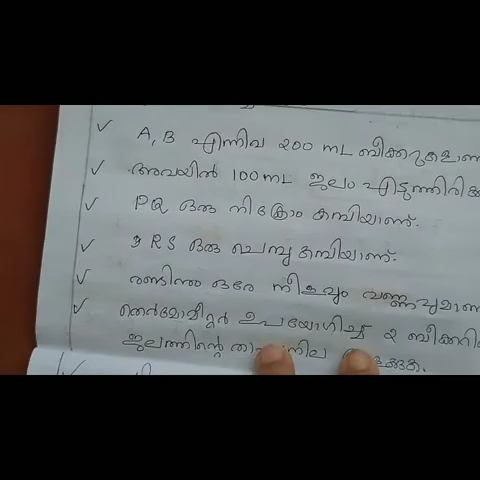 A, B എന്നിവ 200 mL ബീക്കറുകളാണ്
അവയിൽ 100 mL ജലം എടുത്തിരിക്ക
PQ ഒരു നിക്രോം കമ്പിയാണ്.
RS ഒരു ചെമ്പു കമ്പിയാണ്.
രണ്ടിനും ഒരേ നീളവും വണ്ണവുമാണ്
തെർമോമീറ്റർ ഉപയോഗിച്ച് 2 ബീക്കറി
ജലത്തിന്റെ